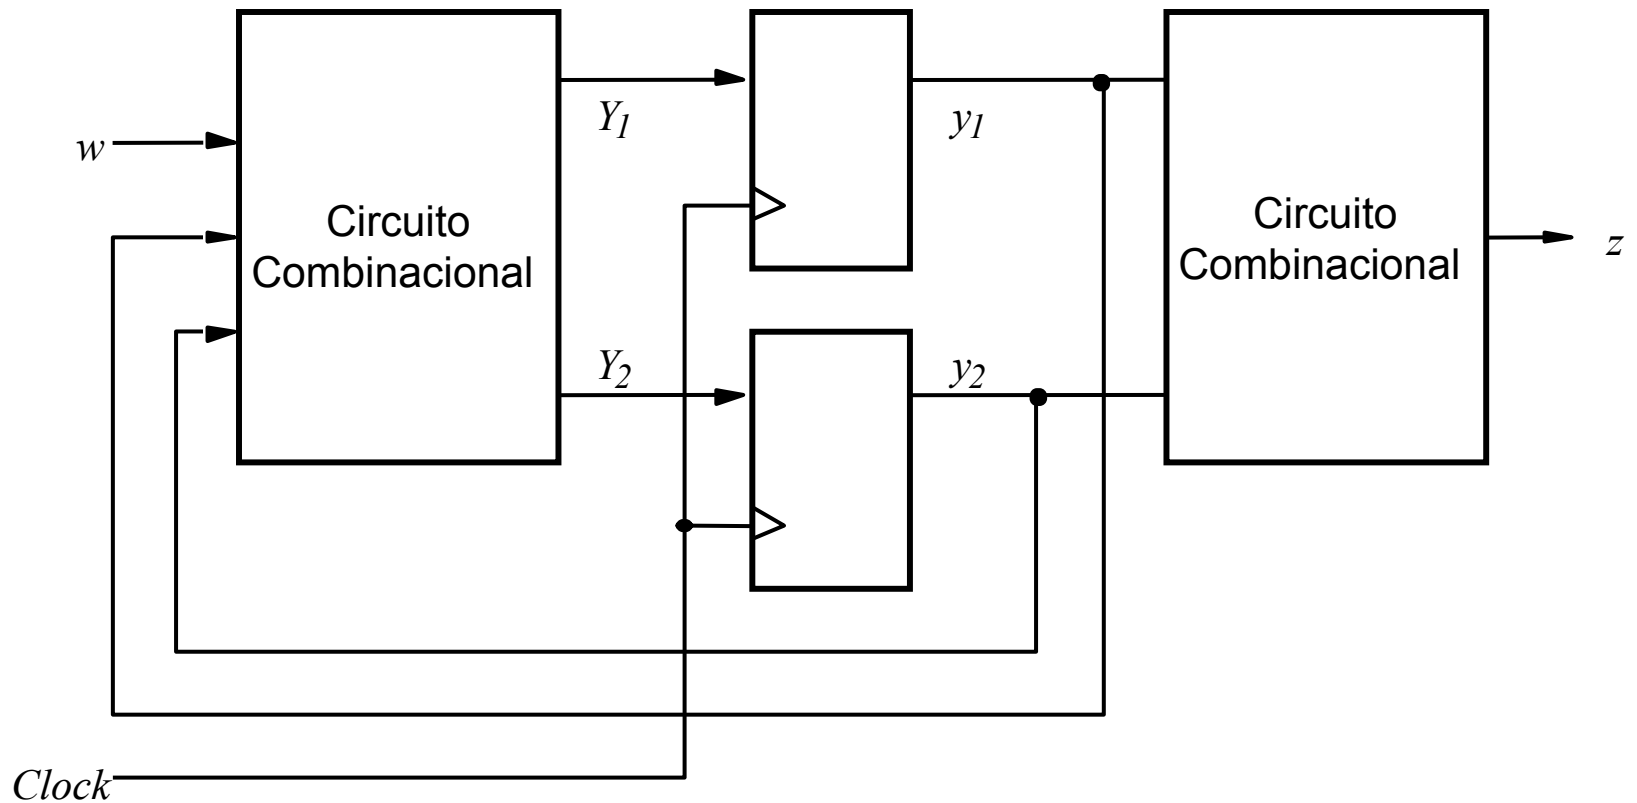 w
Circuito
Combinacional
Y1
Y2
y1
y2
Circuito
Combinacional
z
Clock